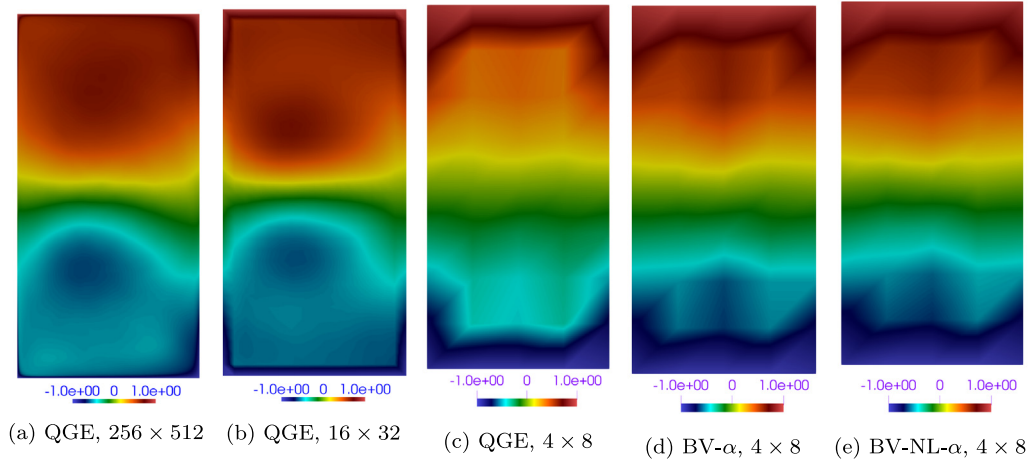 -1.0e+00 0 1.0e+00
-1.0e+00 0 1.0e+00
-1.0e+00 0 1.0e+00
-1.0e+00 0 1.0e+00
-1.0e+00 0 1.0e+00
(a) QGE, 256 × 512
(b) QGE, 16 × 32
(c) QGE, 4 × 8
(d) BV-α, 4 × 8
(e) BV-NL-α, 4 × 8